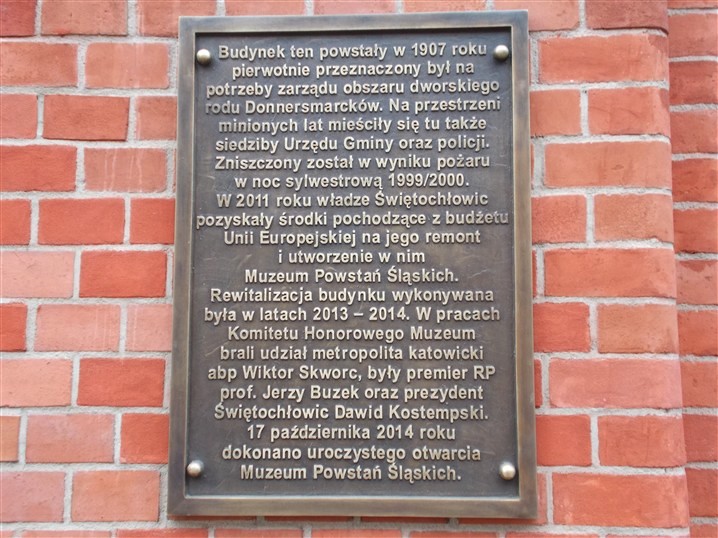 Budynek ten powstały w 1907 roku
pierwotnie przeznaczony był na
potrzeby zarządu obszaru dworskiego
rodu Donnersmarcków. Na przestrzeni
minionych lat mieściły się tu także
siedziby Urzędu Gminy oraz policji.
Zniszczony został w wyniku pożaru
w noc sylwestrową 1999/2000.
W 2011 roku władze Świętochłowic
pozyskały środki pochodzące z budżetu
Unii Europejskiej na jego remont
i utworzenie w nim
Muzeum Powstań Śląskich.
Rewitalizacja budynku wykonywana
była w latach 2013 – 2014. W pracach
Komitetu Honorowego Muzeum
brali udział metropolita katowicki
abp Wiktor Skworc, były premier RP
prof. Jerzy Buzek oraz prezydent
Świętochłowic Dawid Kostempski.
17 października 2014 roku
dokonano uroczystego otwarcia
Muzeum Powstań Śląskich.